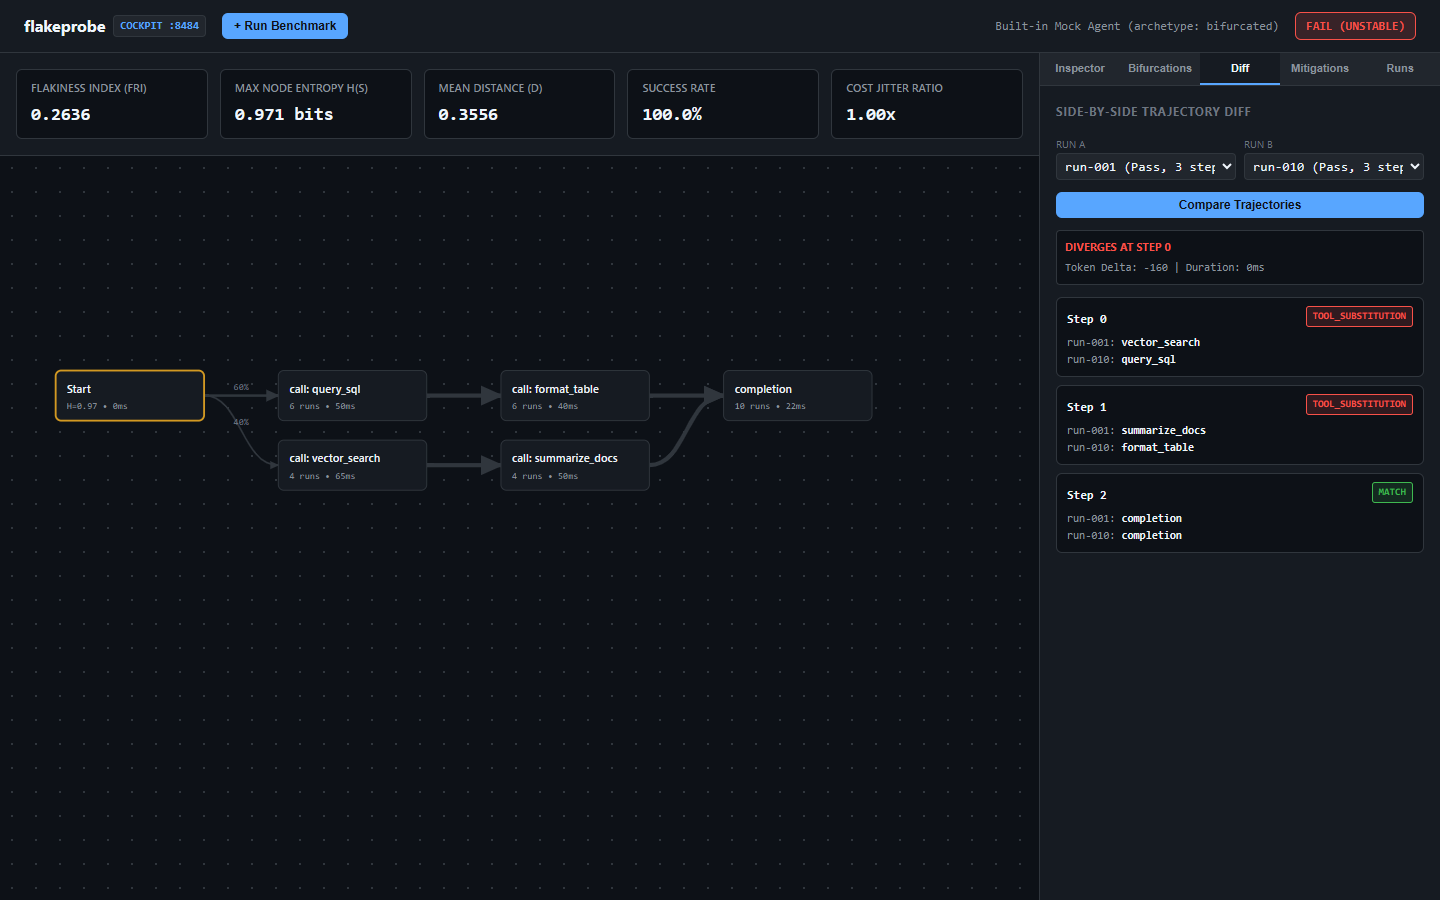 flakeprobe
COCKPIT :8484
+ Run Benchmark
Built-in Mock Agent (archetype: bifurcated)
FAIL (UNSTABLE)
FLAKINESS INDEX (FRI)
0.2636
MAX NODE ENTROPY H(S)
0.971 bits
MEAN DISTANCE (D)
0.3556
SUCCESS RATE
100.0%
COST JITTER RATIO
1.00x
Inspector
Bifurcations
Diff
Mitigations
Runs
SIDE-BY-SIDE TRAJECTORY DIFF
RUN A
RUN B
run-001 (Pass, 3 step
run-010 (Pass, 3 step
Compare Trajectories
DIVERGES AT STEP 0
Token Delta: -160 | Duration: 0ms
Step 0
TOOL_SUBSTITUTION
run-001: vector_search
run-010: query_sql
Step 1
TOOL_SUBSTITUTION
run-001: summarize_docs
run-010: format_table
Step 2
MATCH
run-001: completion
run-010: completion
Start
H=0.97 • 0ms
60%
40%
call: query_sql
6 runs • 50ms
call: format_table
6 runs • 40ms
completion
10 runs • 22ms
call: vector_search
4 runs • 65ms
call: summarize_docs
4 runs • 50ms